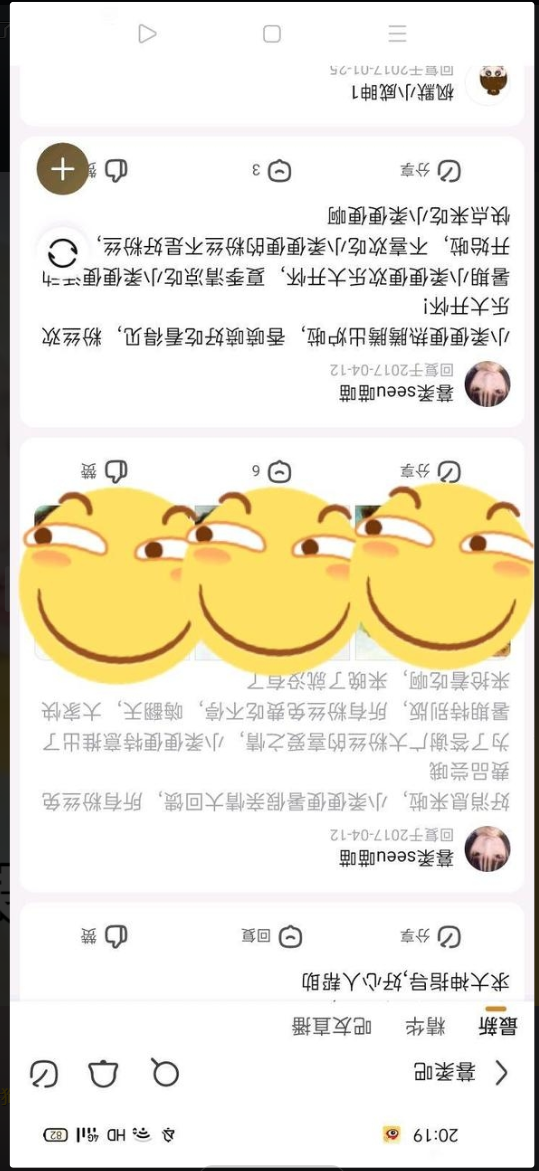 20:19
HD 4G 82
慕柔吧
最新 精华 吧友直播
求大神指导,好心人帮助
分享 回复 赞
慕柔seeu喵喵
回复于2017-04-12
好消息来啦，小柔便便暑假亲情大回馈，所有粉丝免
费品尝哦
为了答谢广大粉丝的喜爱之情，小柔便便特意推出了
暑期特别版，所有粉丝免费吃不停，嗨翻天，大家快
来抢着吃啊，来晚了就没有了
分享 6 赞
慕柔seeu喵喵
回复于2017-04-12
小柔便便热腾腾出炉啦，香喷喷好吃看得见，粉丝欢
乐大开怀!
暑期小柔便便欢乐大开怀，夏季清凉吃小柔便便活动
开始啦，不喜欢吃小柔便便的粉丝不是好粉丝，
快点来吃小柔便便啊
分享 3 赞
枫默小威眒1
回复于2017-01-25